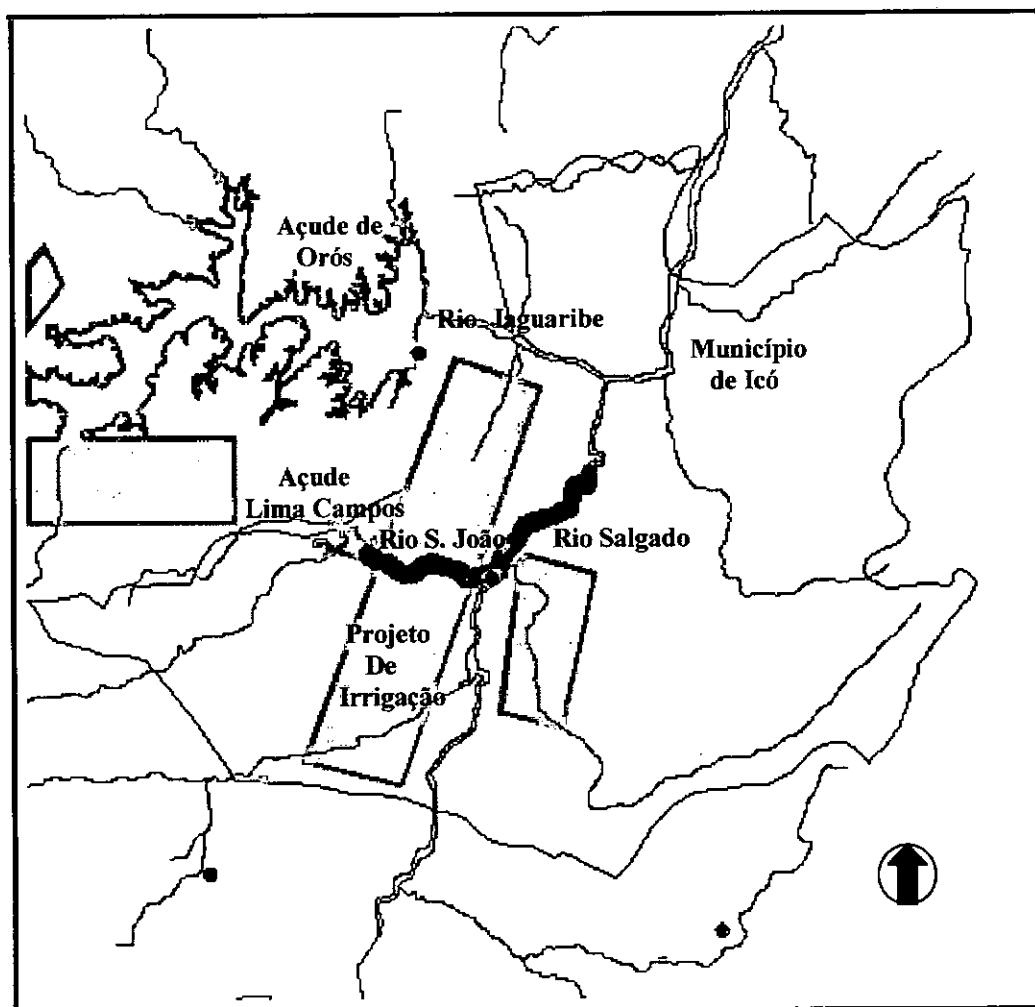 Açude de
Orós
Rio Jaguaribe
Município
de Icó
Açude
Lima Campos
Rio S. João
Rio Salgado
Projeto
De
Irrigação